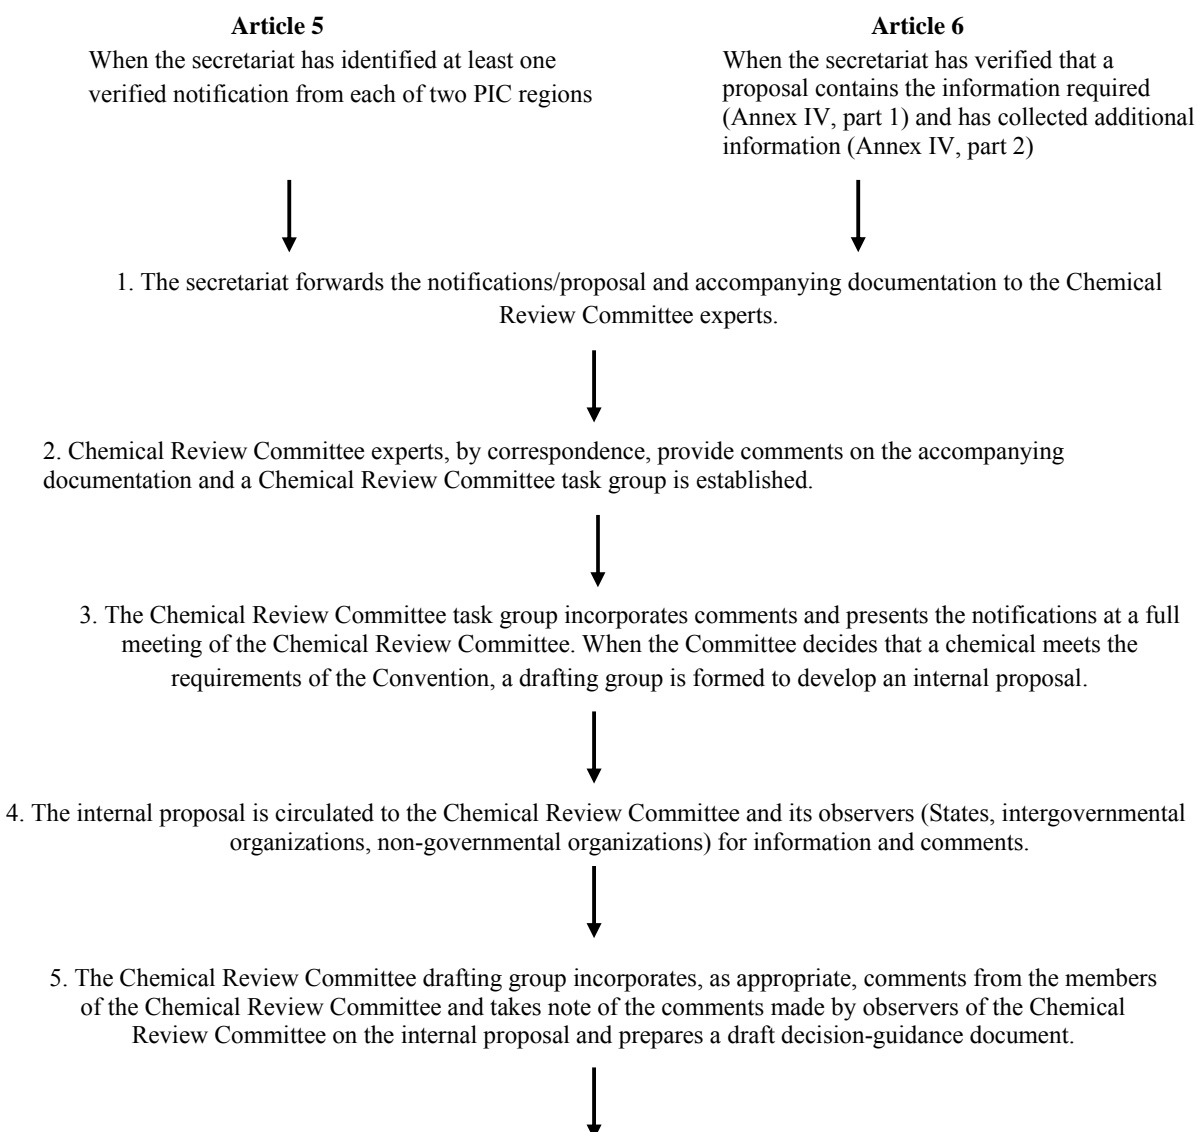 Article 5
When the secretariat has identified at least one
verified notification from each of two PIC regions
Article 6
When the secretariat has verified that a
proposal contains the information required
(Annex IV, part 1) and has collected additional
information (Annex IV, part 2)
1. The secretariat forwards the notifications/proposal and accompanying documentation to the Chemical
Review Committee experts.
2. Chemical Review Committee experts, by correspondence, provide comments on the accompanying
documentation and a Chemical Review Committee task group is established.
3. The Chemical Review Committee task group incorporates comments and presents the notifications at a full
meeting of the Chemical Review Committee. When the Committee decides that a chemical meets the
requirements of the Convention, a drafting group is formed to develop an internal proposal.
4. The internal proposal is circulated to the Chemical Review Committee and its observers (States, intergovernmental
organizations, non-governmental organizations) for information and comments.
5. The Chemical Review Committee drafting group incorporates, as appropriate, comments from the members
of the Chemical Review Committee and takes note of the comments made by observers of the Chemical
Review Committee on the internal proposal and prepares a draft decision-guidance document.